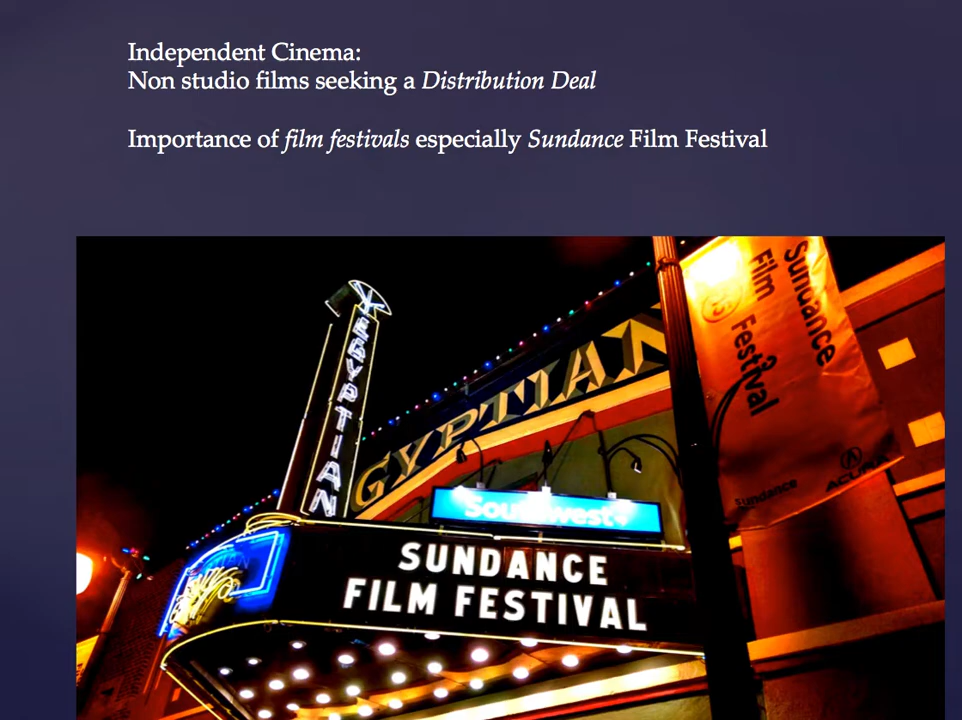 Independent Cinema:
Non studio films seeking a Distribution Deal
Importance of film festivals especially Sundance Film Festival
EGYPTIAN
GYPTIAN
Sundance
Film
Festival
Southwest
SUNDANCE
FILM FESTIVAL
sundance
ACURA